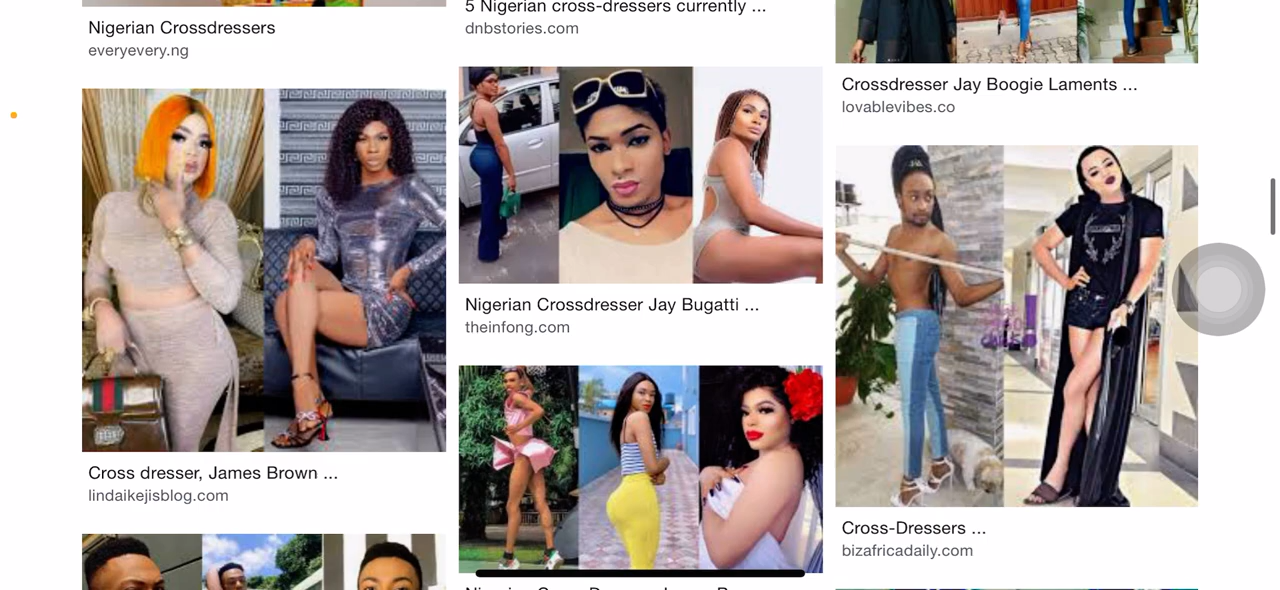 Nigerian Crossdressers
everyevery.ng
Cross dresser, James Brown ...
lindaikejisblog.com
5 Nigerian cross-dressers currently ...
dnbstories.com
Nigerian Crossdresser Jay Bugatti ...
theinfong.com
Crossdresser Jay Boogie Laments ...
lovablevibes.co
Cross-Dressers ...
bizafricadaily.com